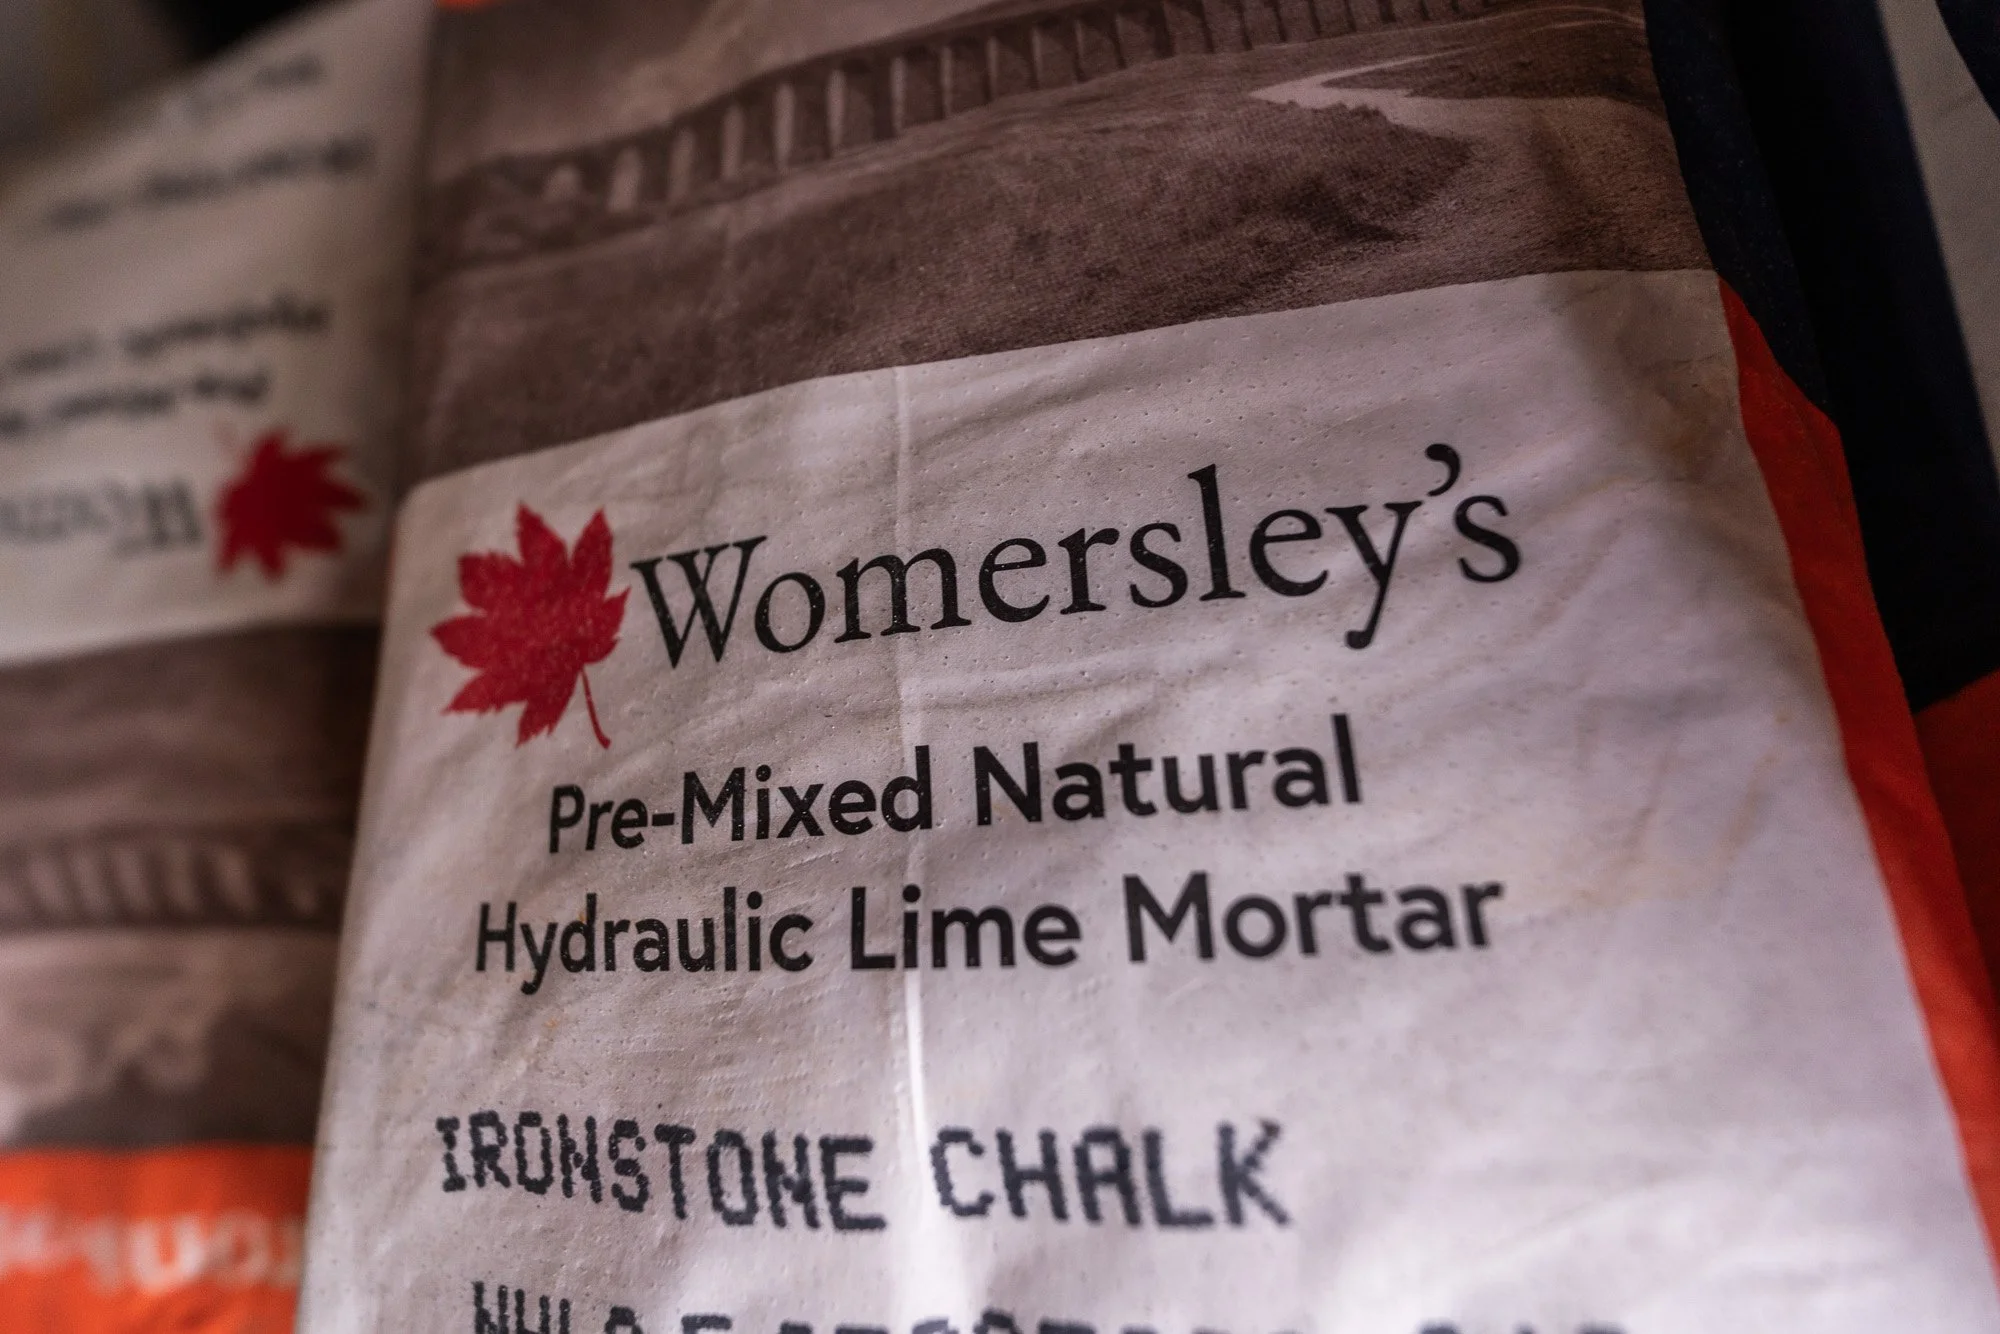 Womersley's
Pre-Mixed Natural
Hydraulic Lime Mortar
IRONSTONE CHALK